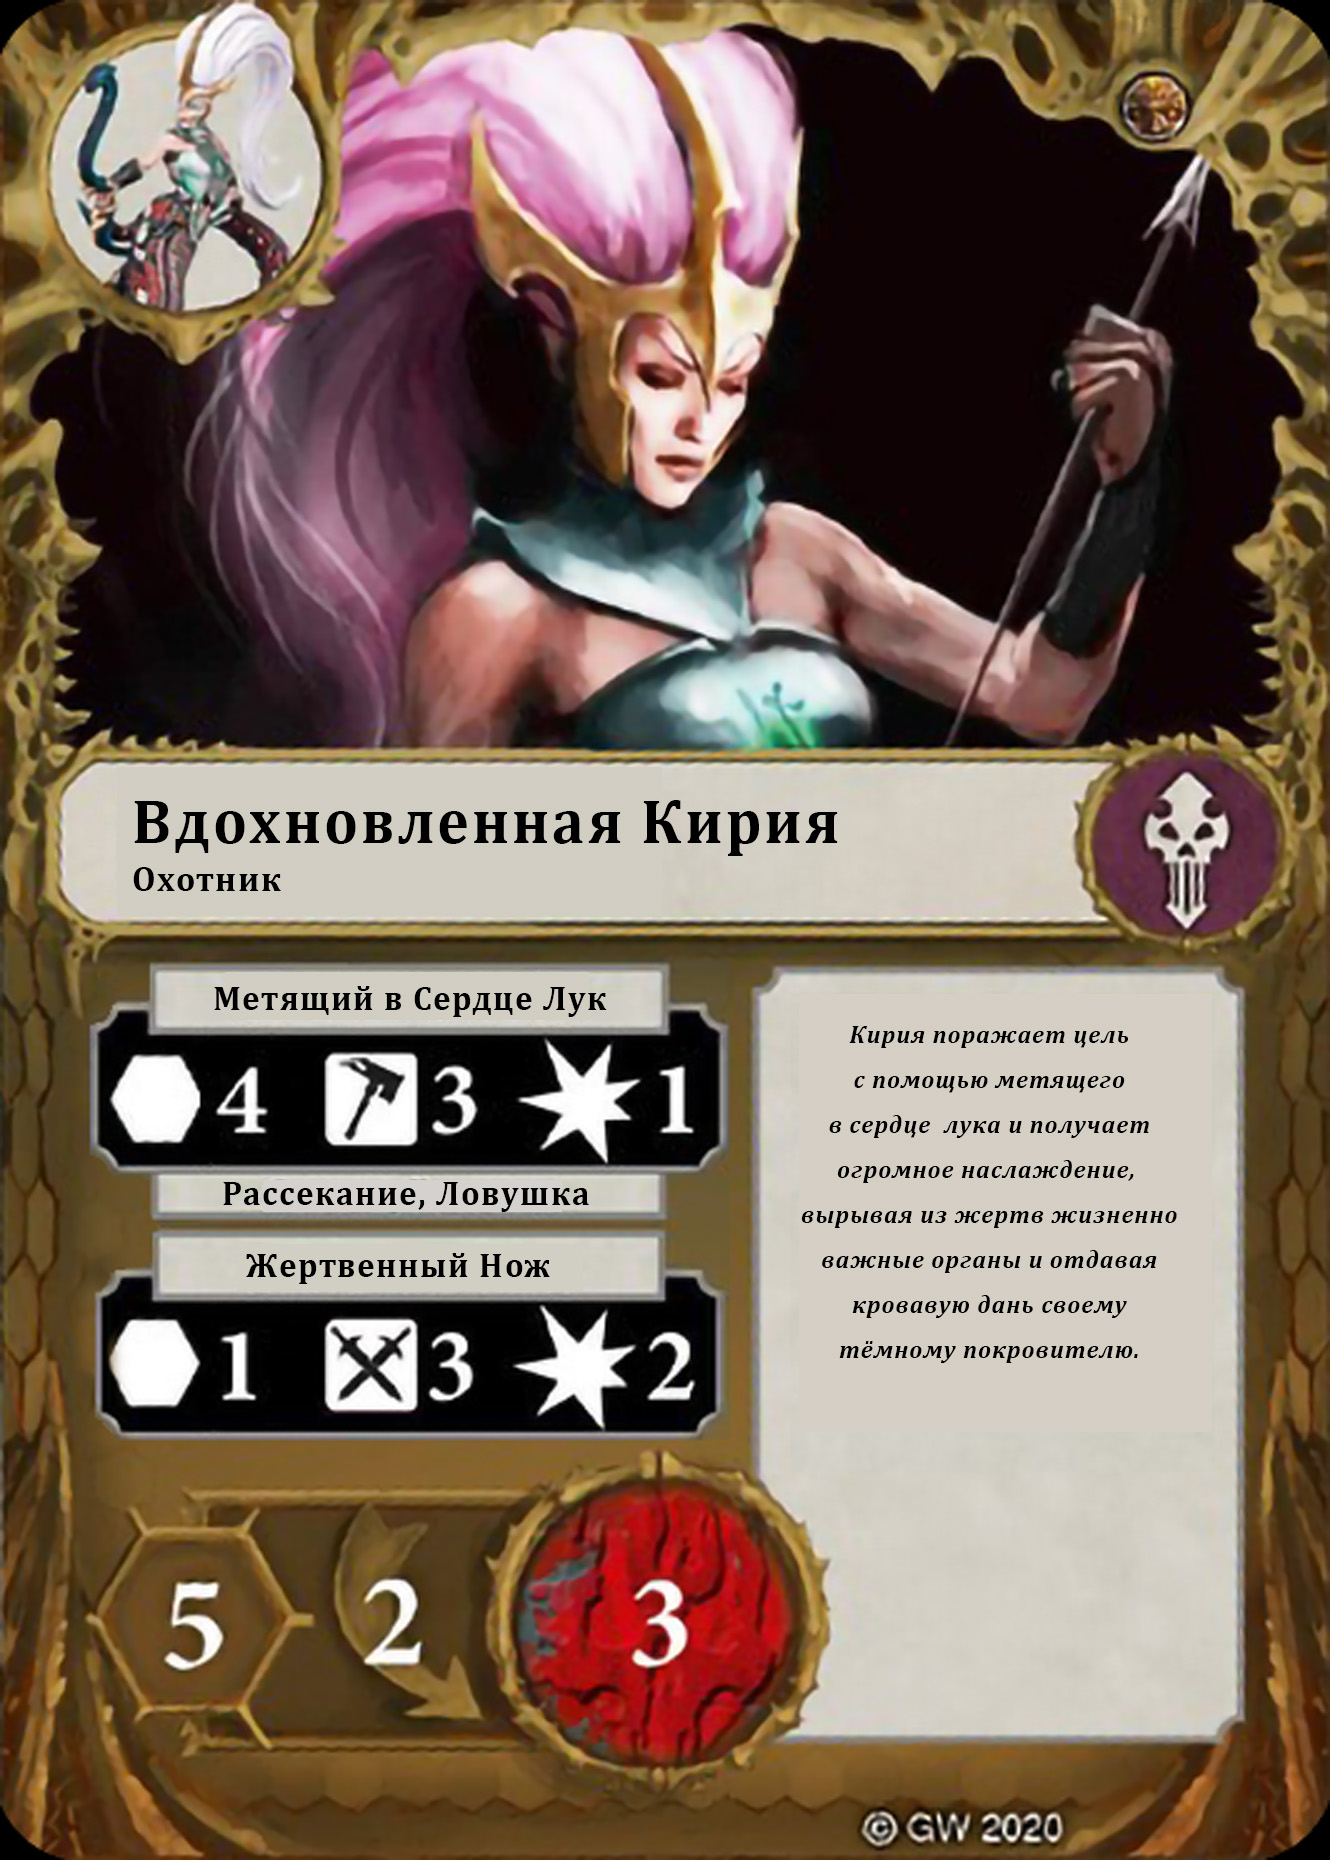 Вдохновленная Кирия
Охотник
Метящий в Сердце Лук
4 3 1
Рассекание, Ловушка
Жертвенный Нож
1 3 2
5 2 3
Кирия поражает цель
с помощью метящего
в сердце лука и получает
огромное наслаждение,
вырывая из жертв жизненно
важные органы и отдавая
кровавую дань своему
тёмному покровителю.
© GW 2020